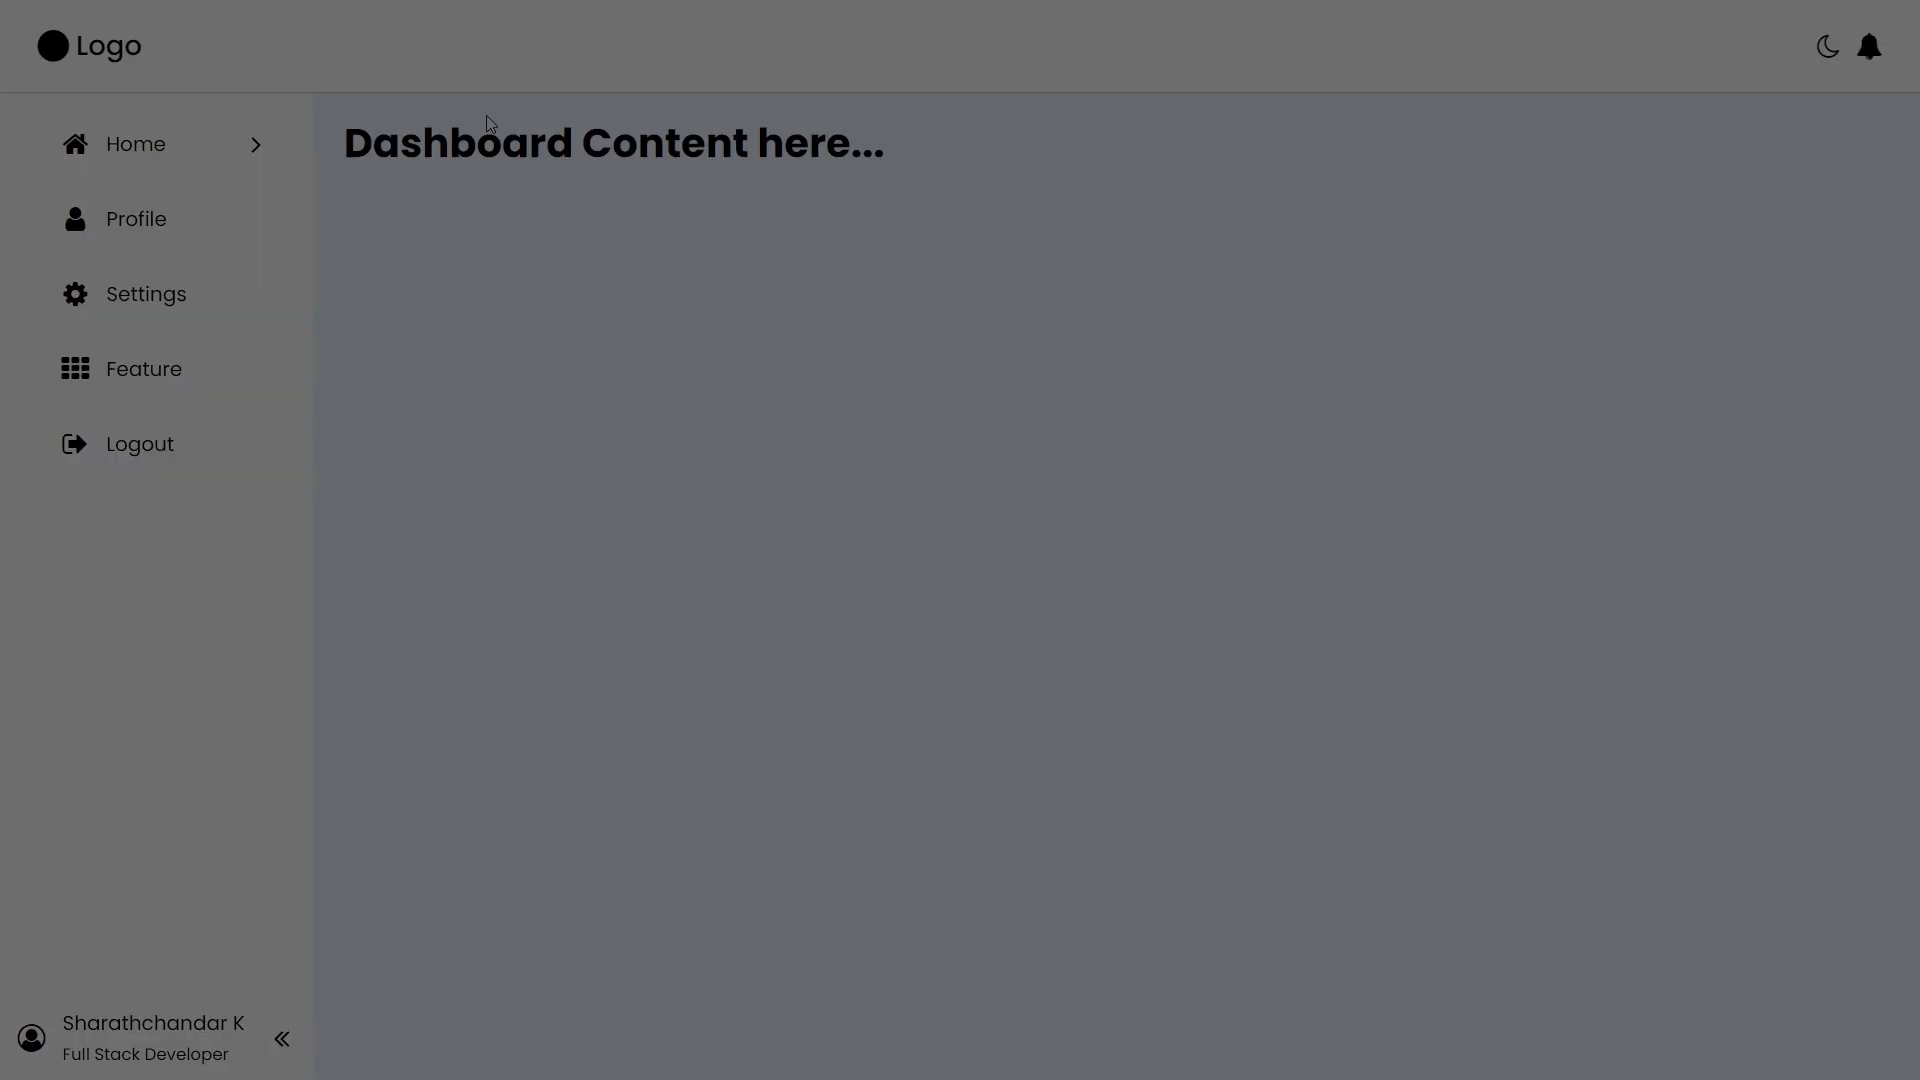 Logo
Home
Dashboard Content here...
Profile
Settings
Feature
Logout
Sharathchandar K
Full Stack Developer